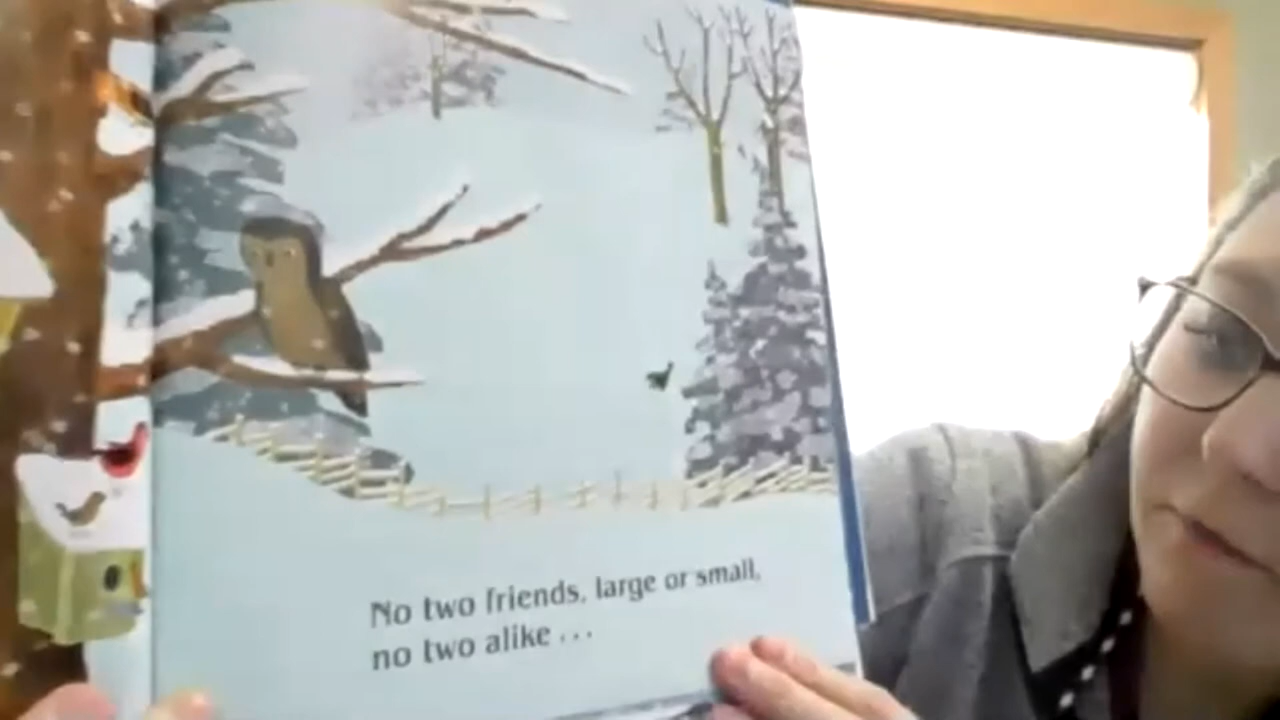 No two friends, large or small,
no two alike . . .